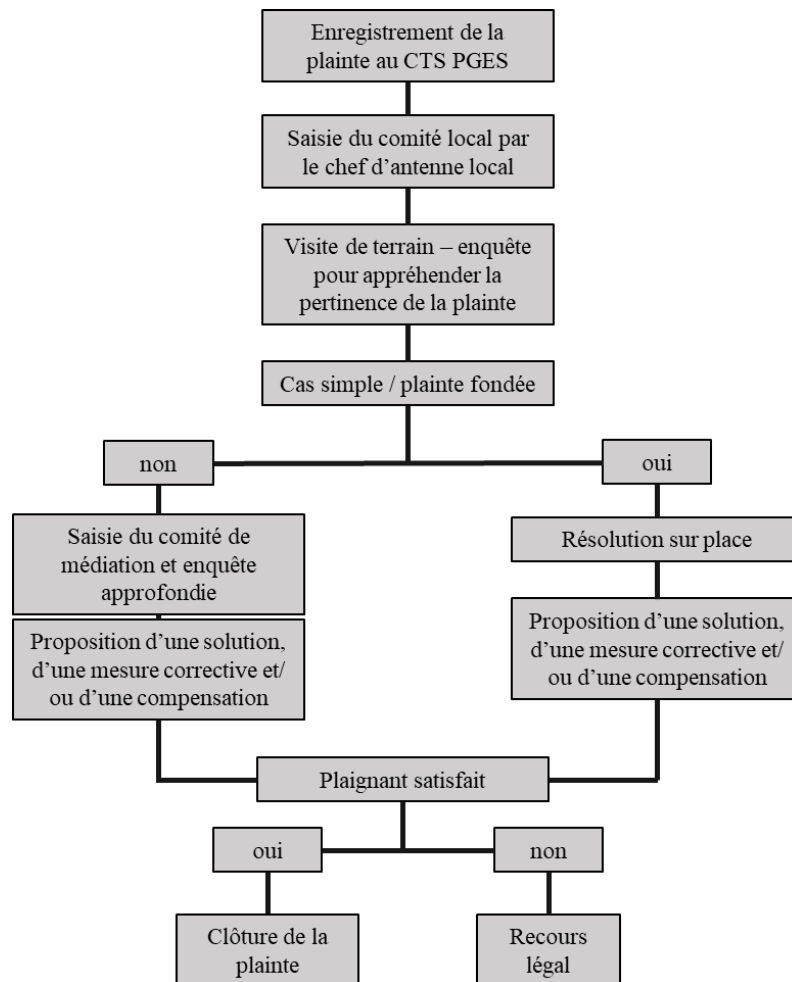 Enregistrement de la
plainte au CTS PGES
Saisie du comité local par
le chef d'antenne local
Visite de terrain – enquête
pour appréhender la
pertinence de la plainte
Cas simple / plainte fondée
non
oui
Saisie du comité de
médiation et enquête
approfondie
Résolution sur place
Proposition d'une solution,
d'une mesure corrective et/
ou d'une compensation
Proposition d'une solution,
d'une mesure corrective et/
ou d'une compensation
Plaignant satisfait
oui
non
Clôture de la
plainte
Recours
légal